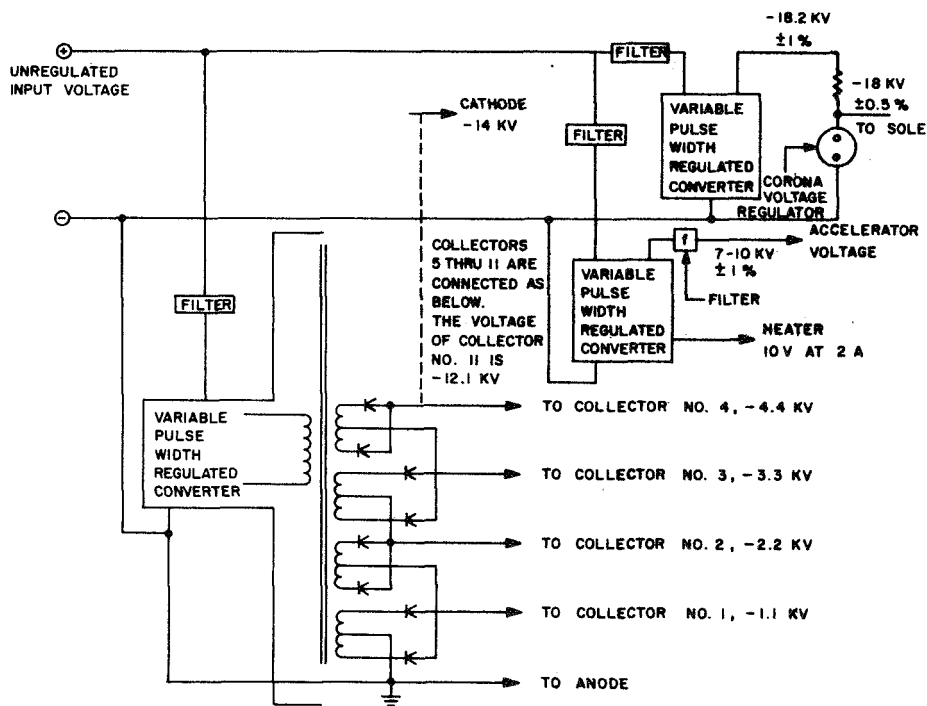 -18.2 KV
±1%
FILTER
UNREGULATED
INPUT VOLTAGE
-18 KV
±0.5%
TO SOLE
CATHODE
-14 KV
FILTER
VARIABLE
PULSE
WIDTH
REGULATED
CONVERTER
CORONA
VOLTAGE
REGULATOR
COLLECTORS
5 THRU 11 ARE
CONNECTED AS
BELOW.
THE VOLTAGE
OF COLLECTOR
NO. 11 IS
-12.1 KV
f
ACCELERATOR
VOLTAGE
7-10 KV
±1%
FILTER
VARIABLE
PULSE
WIDTH
REGULATED
CONVERTER
HEATER
10V AT 2 A
FILTER
VARIABLE
PULSE
WIDTH
REGULATED
CONVERTER
TO COLLECTOR NO. 4, -4.4 KV
TO COLLECTOR NO. 3, -3.3 KV
TO COLLECTOR NO. 2, -2.2 KV
TO COLLECTOR NO. 1, -1.1 KV
TO ANODE